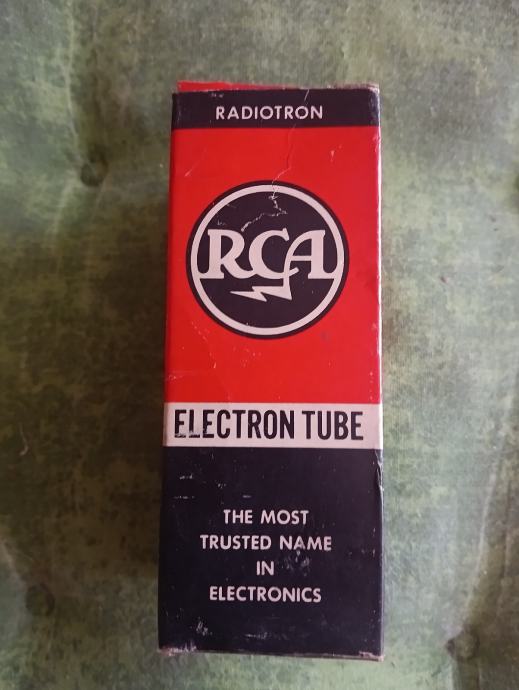 RADIOTRON
RCA
ELECTRON TUBE
THE MOST
TRUSTED NAME
IN
ELECTRONICS